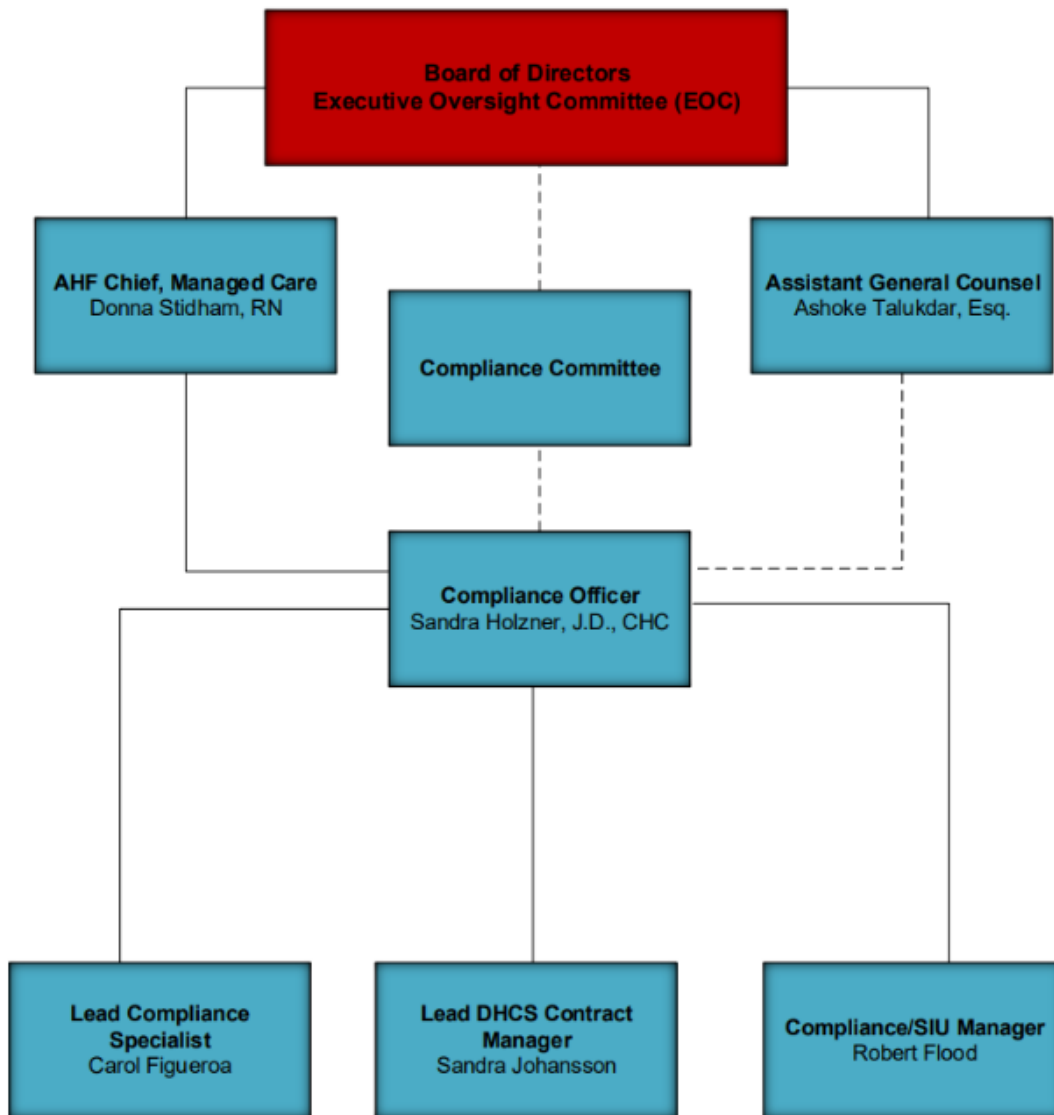 Board of Directors
Executive Oversight Committee (EOC)
AHF Chief, Managed Care
Donna Stidham, RN
Assistant General Counsel
Ashoke Talukdar, Esq.
Compliance Committee
Compliance Officer
Sandra Holzner, J.D., CHC
Lead Compliance
Specialist
Carol Figueroa
Lead DHCS Contract
Manager
Sandra Johansson
Compliance/SIU Manager
Robert Flood